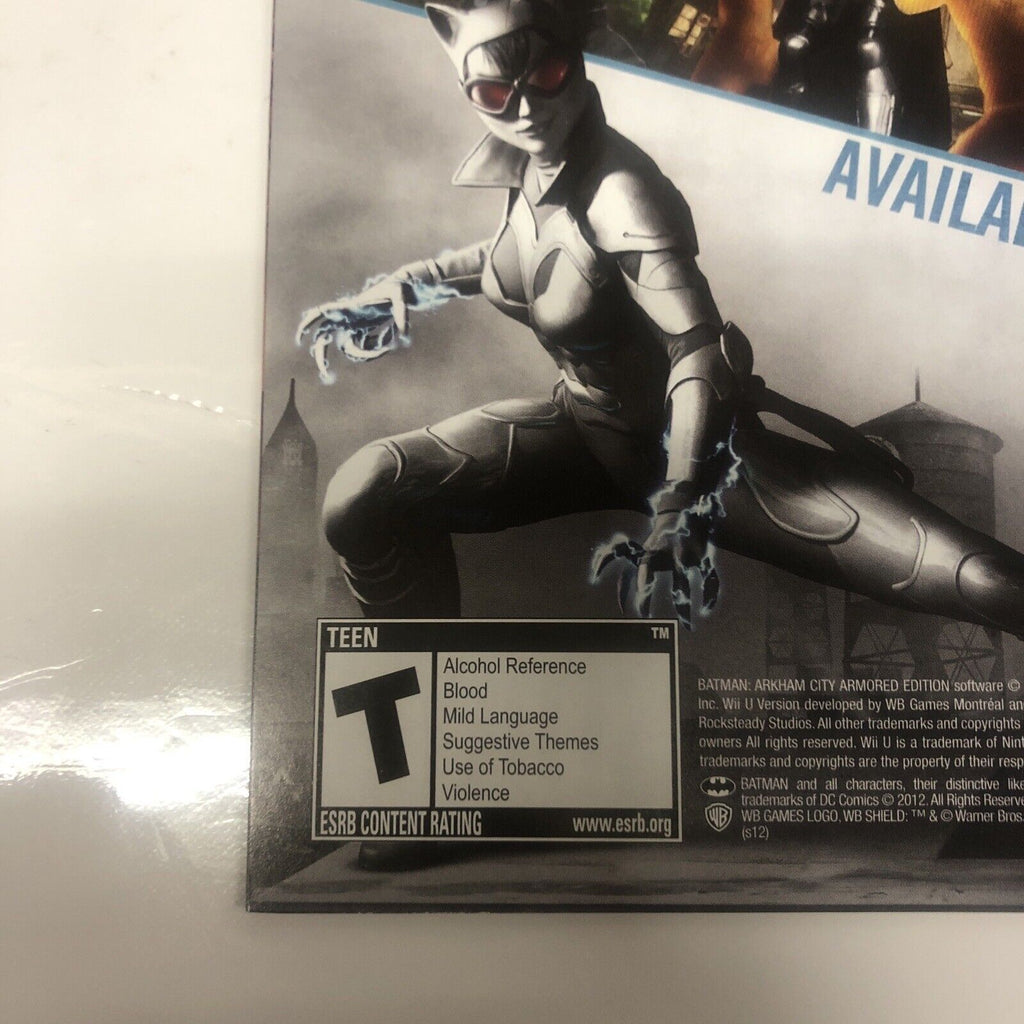 AVAILA
TEEN ™
T
Alcohol Reference
Blood
Mild Language
Suggestive Themes
Use of Tobacco
Violence
ESRB CONTENT RATING www.esrb.org
BATMAN: ARKHAM CITY ARMORED EDITION software ©
Inc. Wii U Version developed by WB Games Montréal an
Rocksteady Studios. All other trademarks and copyrights
owners All rights reserved. Wii U is a trademark of Nint
trademarks and copyrights are the property of their resp
BATMAN and all characters, their distinctive like
trademarks of DC Comics © 2012. All Rights Reserve
WB
WB GAMES LOGO, WB SHIELD: ™ & © Warner Bros.
(s12)